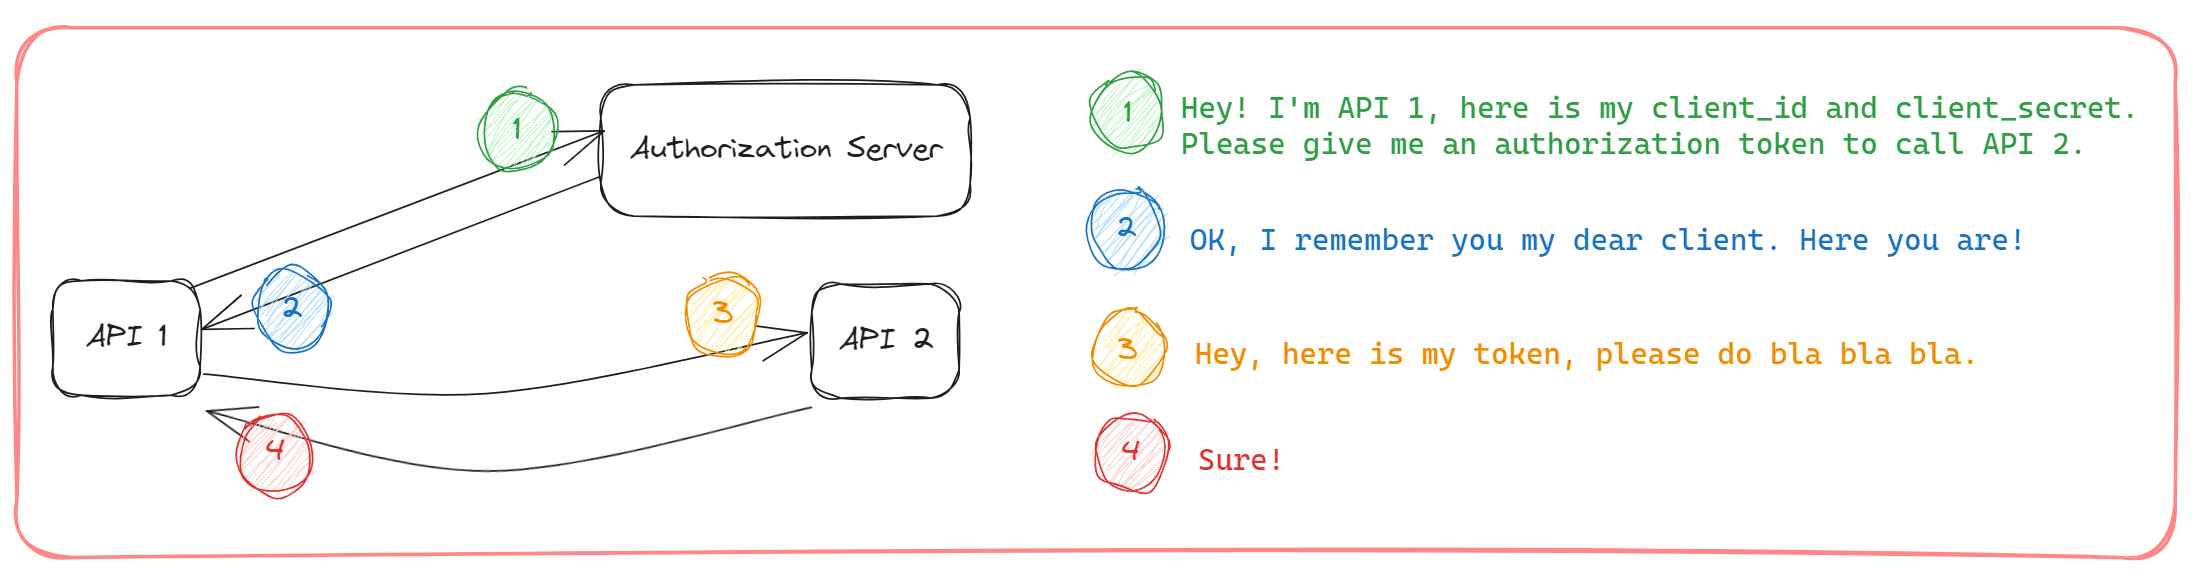 1
Authorization Server
2
3
API 1
API 2
4
1
Hey! I'm API 1, here is my client_id and client_secret.
Please give me an authorization token to call API 2.
2
OK, I remember you my dear client. Here you are!
3
Hey, here is my token, please do bla bla bla.
4
Sure!